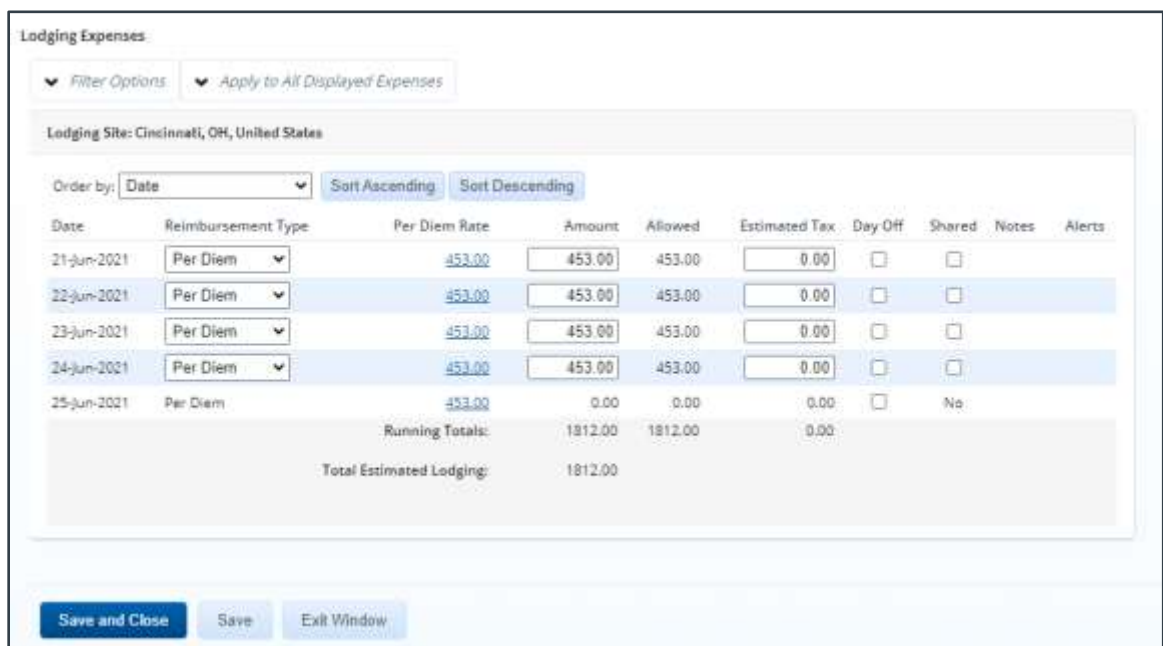 Lodging Expenses
Filter Options Apply to All Displayed Expenses
Lodging Site: Cincinnati, OH, United States
Order by: Date Sort Ascending Sort Descending
Date Reimbursement Type Per Diem Rate Amount Allowed Estimated Tax Day Off Shared Notes Alerts
21-Jun-2021 Per Diem 453.00 453.00 453.00 0.00
22-Jun-2021 Per Diem 453.00 453.00 453.00 0.00
23-Jun-2021 Per Diem 453.00 453.00 453.00 0.00
24-Jun-2021 Per Diem 453.00 453.00 453.00 0.00
25-Jun-2021 Per Diem 453.00 0.00 0.00 0.00 No
Running Totals: 1812.00 1812.00 0.00
Total Estimated Lodging: 1812.00
Save and Close Save Exit Window